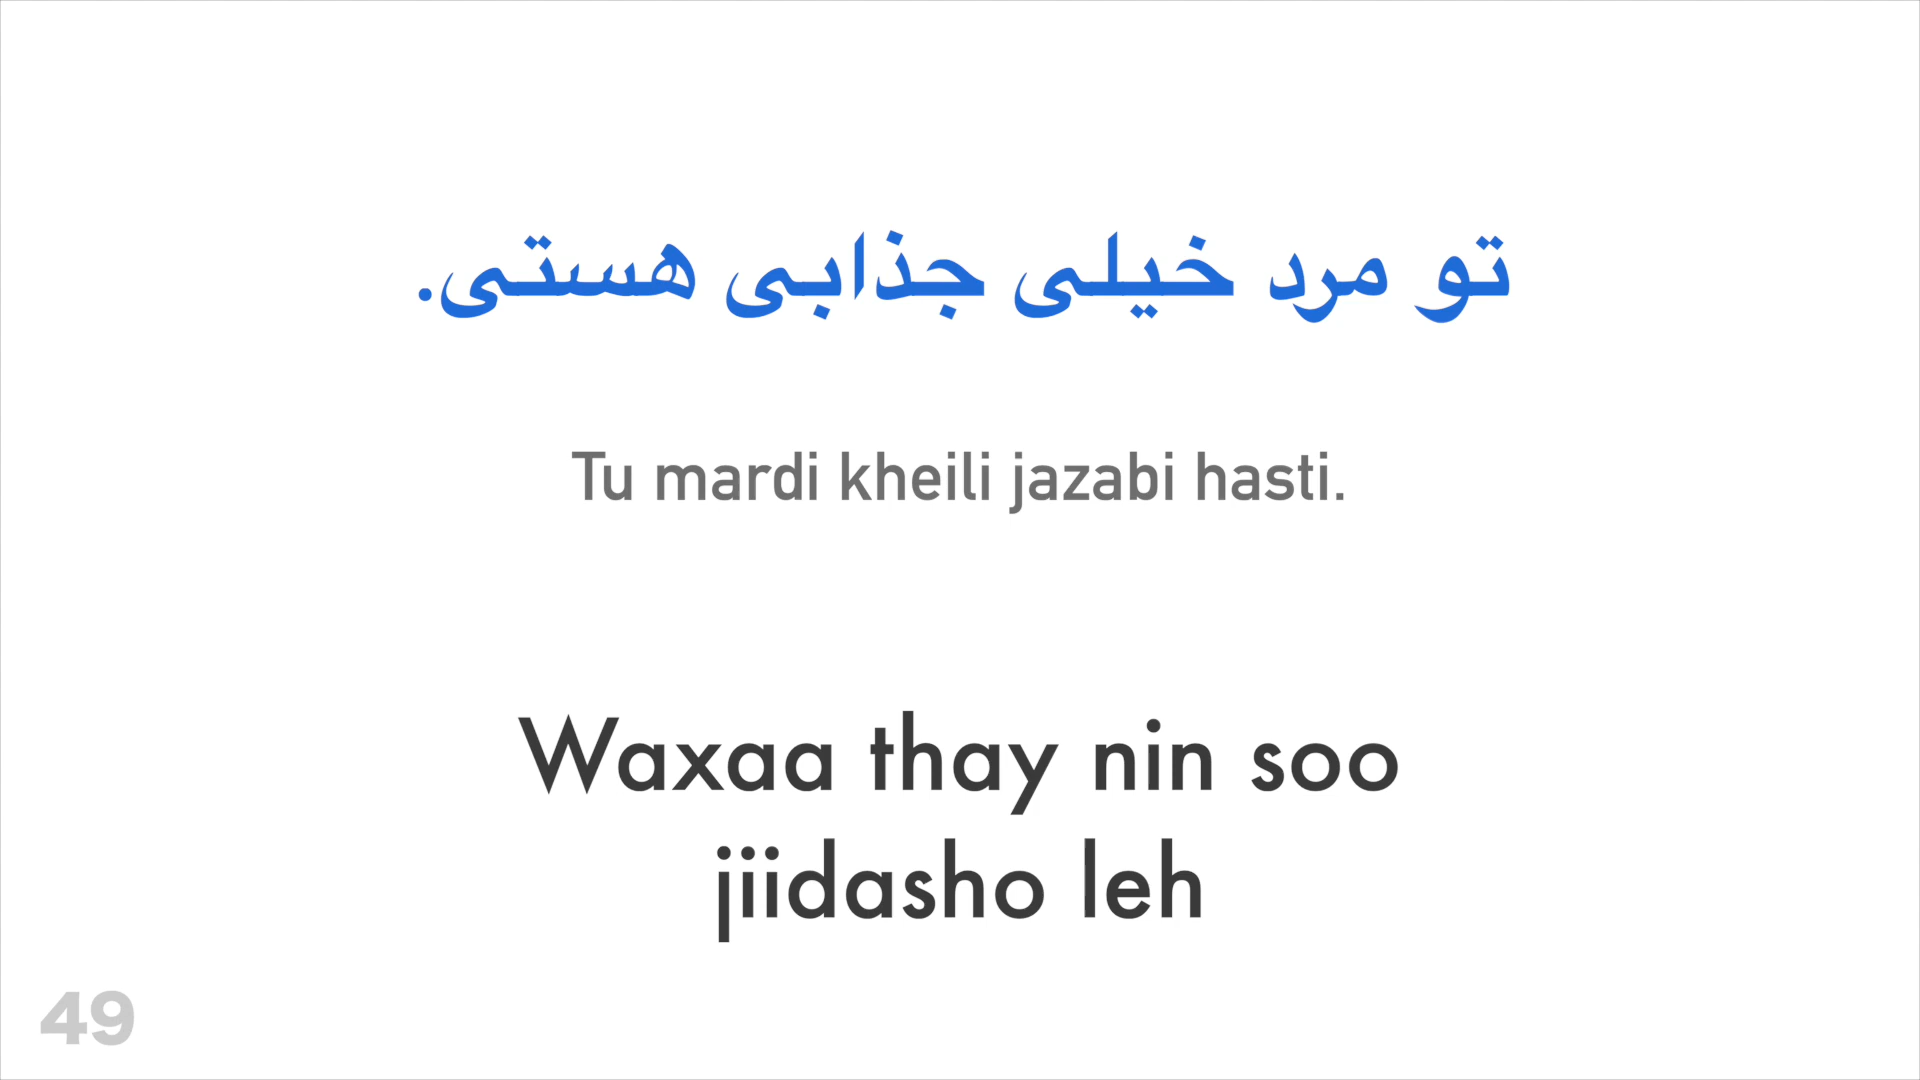 تو مرد خیلی جذابی هستی.
Tu mardi kheili jazabi hasti.
Waxaa thay nin soo
jiidasho leh
49